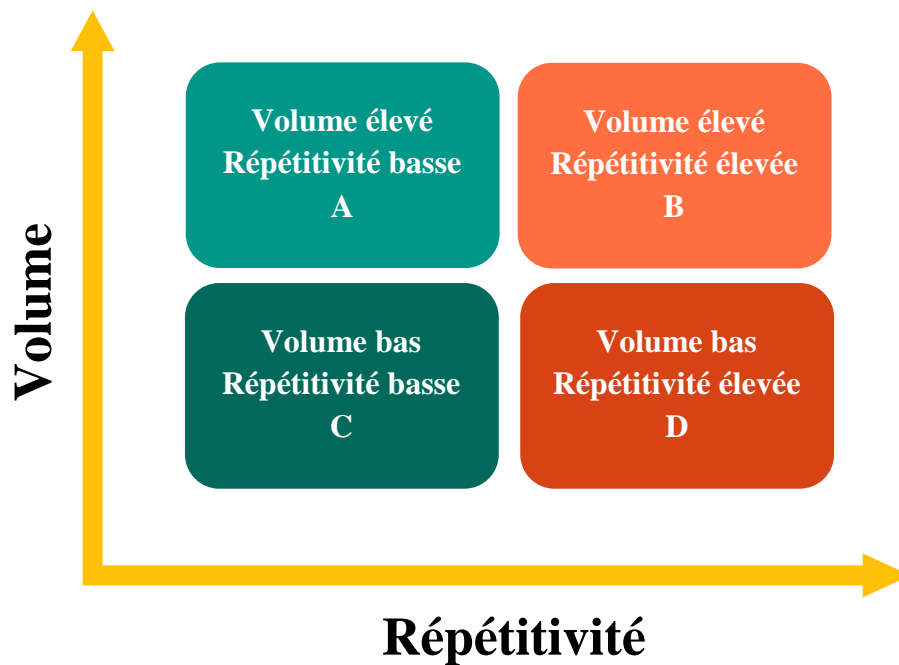 Volume
Volume élevé
Répétitivité basse
A
Volume élevé
Répétitivité élevée
B
Volume bas
Répétitivité basse
C
Volume bas
Répétitivité élevée
D
Répétitivité